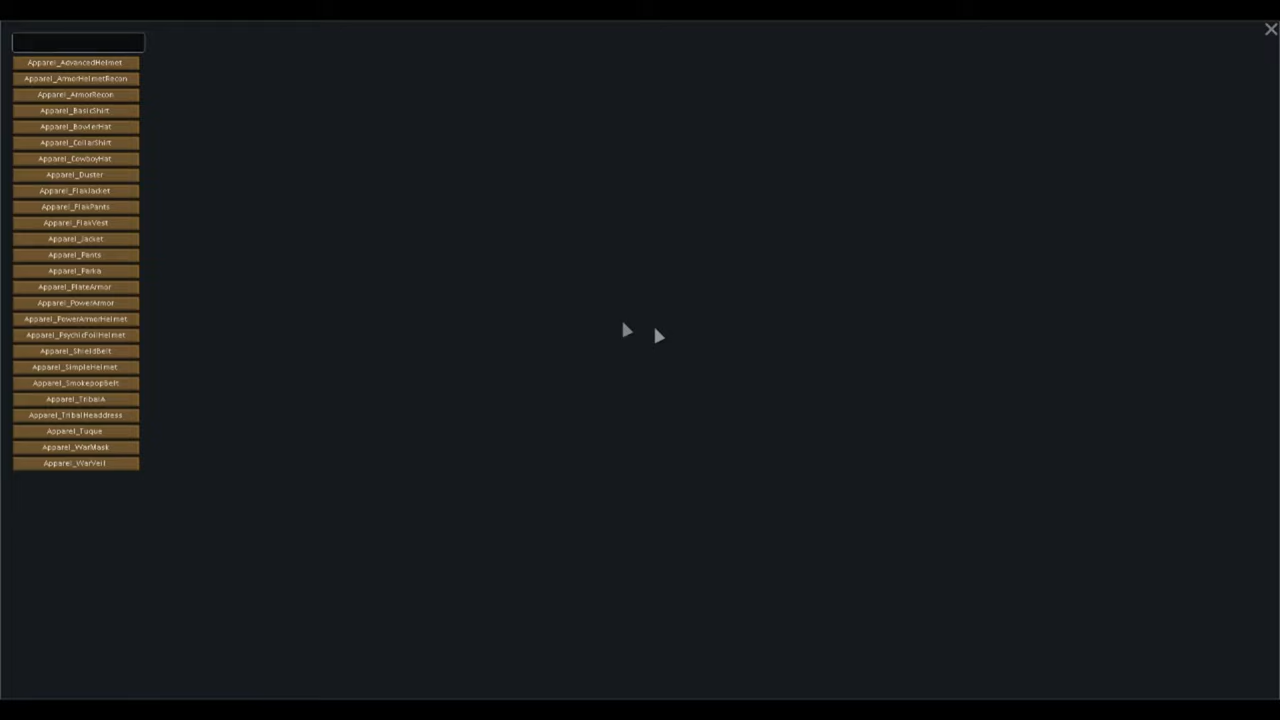 Apparel_AdvancedHelmet
Apparel_ArmorHelmetRecon
Apparel_ArmorRecon
Apparel_BasicShirt
Apparel_BowlerHat
Apparel_CollarShirt
Apparel_CowboyHat
Apparel_Duster
Apparel_FlakJacket
Apparel_FlakPants
Apparel_FlakVest
Apparel_Jacket
Apparel_Pants
Apparel_Parka
Apparel_PlateArmor
Apparel_PowerArmor
Apparel_PowerArmorHelmet
Apparel_PsychicFoilHelmet
Apparel_ShieldBelt
Apparel_SimpleHelmet
Apparel_SmokepopBelt
Apparel_TribalA
Apparel_TribalHeaddress
Apparel_Tuque
Apparel_WarMask
Apparel_WarVeil